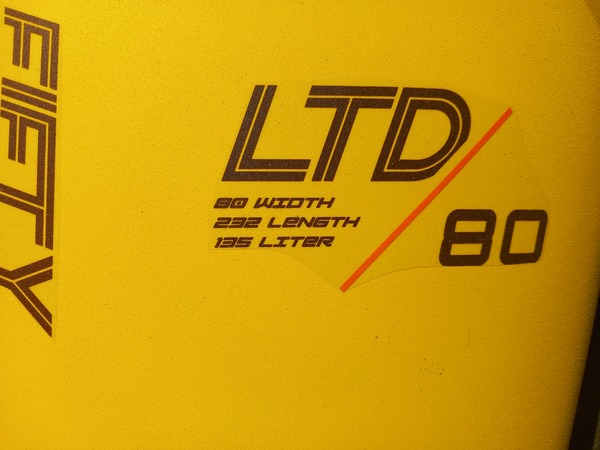 FIFTY
LTD
80 WIDTH
232 LENGTH
135 LITER
80